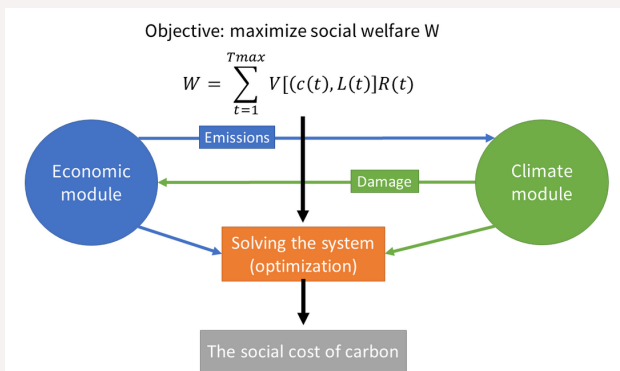 Objective: maximize social welfare W
Tmax
W = ∑ V[(c(t), L(t)]R(t)
t=1
Emissions
Economic
module
Climate
module
Damage
Solving the system
(optimization)
The social cost of carbon